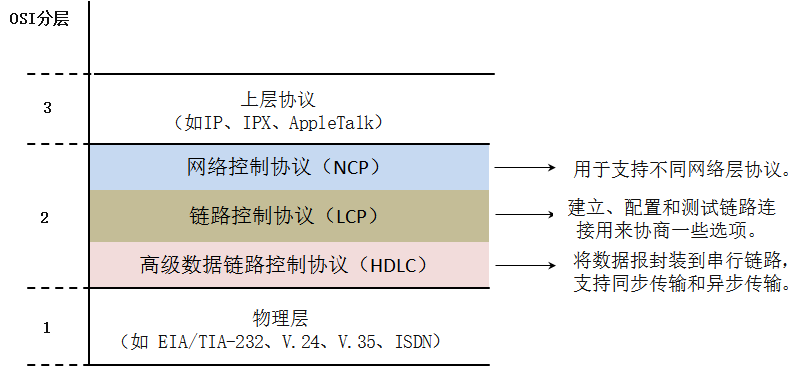 OSI分层
3
上层协议
（如IP、IPX、AppleTalk）
网络控制协议（NCP）
用于支持不同网络层协议。
2
链路控制协议（LCP）
建立、配置和测试链路连
接用来协商一些选项。
高级数据链路控制协议（HDLC）
将数据报封装到串行链路，
支持同步传输和异步传输。
1
物理层
（如 EIA/TIA-232、V.24、V.35、ISDN）